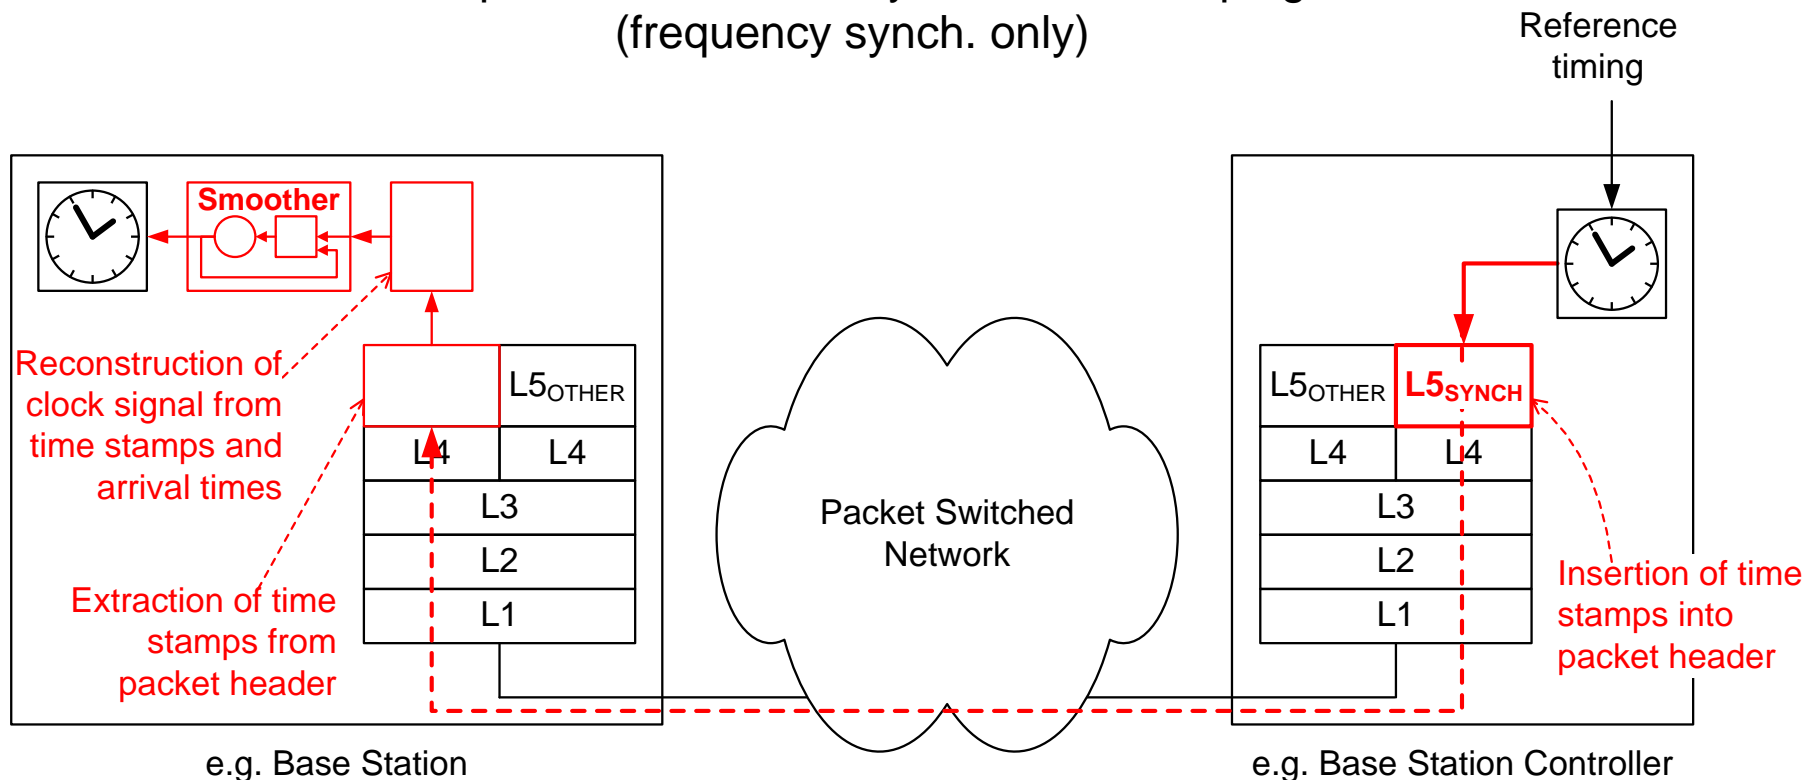 (frequency synch. only)
Reference
timing
Smoother
Reconstruction of
clock signal from
time stamps and
arrival times
L5OTHER
L4
L4
L3
L2
L1
Extraction of time
stamps from
packet header
Packet Switched
Network
L5OTHER
L5SYNCH
L4
L4
L3
L2
L1
Insertion of time
stamps into
packet header
e.g. Base Station
e.g. Base Station Controller